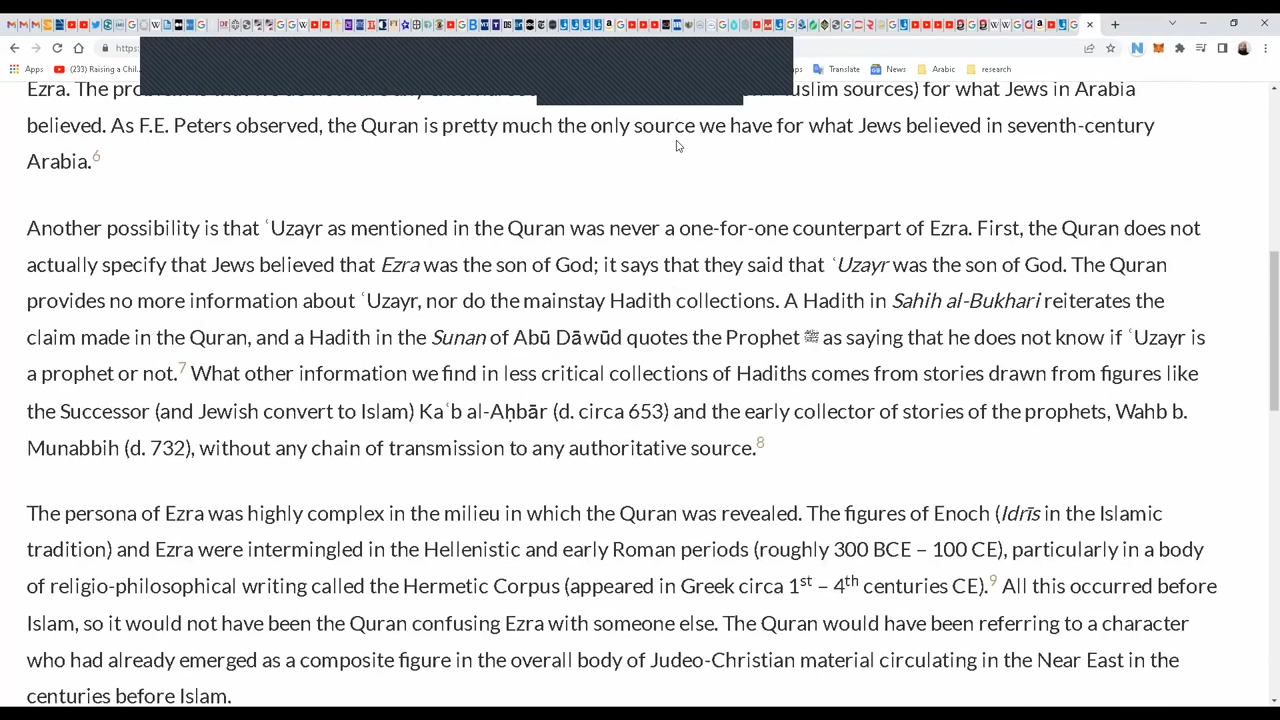 https:
Apps
(233) Raising a Chil...
aps
Translate
News
Arabic
research
Ezra. The Muslim sources) for what Jews in Arabia
believed. As F.E. Peters observed, the Quran is pretty much the only source we have for what Jews believed in seventh-century
Arabia.6
Another possibility is that ʿUzayr as mentioned in the Quran was never a one-for-one counterpart of Ezra. First, the Quran does not
actually specify that Jews believed that Ezra was the son of God; it says that they said that ʿUzayr was the son of God. The Quran
provides no more information about ʿUzayr, nor do the mainstay Hadith collections. A Hadith in Sahih al-Bukhari reiterates the
claim made in the Quran, and a Hadith in the Sunan of Abū Dāwūd quotes the Prophet ﷺ as saying that he does not know if ʿUzayr is
a prophet or not.7 What other information we find in less critical collections of Hadiths comes from stories drawn from figures like
the Successor (and Jewish convert to Islam) Kaʿb al-Aḥbār (d. circa 653) and the early collector of stories of the prophets, Wahb b.
Munabbih (d. 732), without any chain of transmission to any authoritative source.8
The persona of Ezra was highly complex in the milieu in which the Quran was revealed. The figures of Enoch (Idrīs in the Islamic
tradition) and Ezra were intermingled in the Hellenistic and early Roman periods (roughly 300 BCE – 100 CE), particularly in a body
of religio-philosophical writing called the Hermetic Corpus (appeared in Greek circa 1st – 4th centuries CE).9 All this occurred before
Islam, so it would not have been the Quran confusing Ezra with someone else. The Quran would have been referring to a character
who had already emerged as a composite figure in the overall body of Judeo-Christian material circulating in the Near East in the
centuries before Islam.